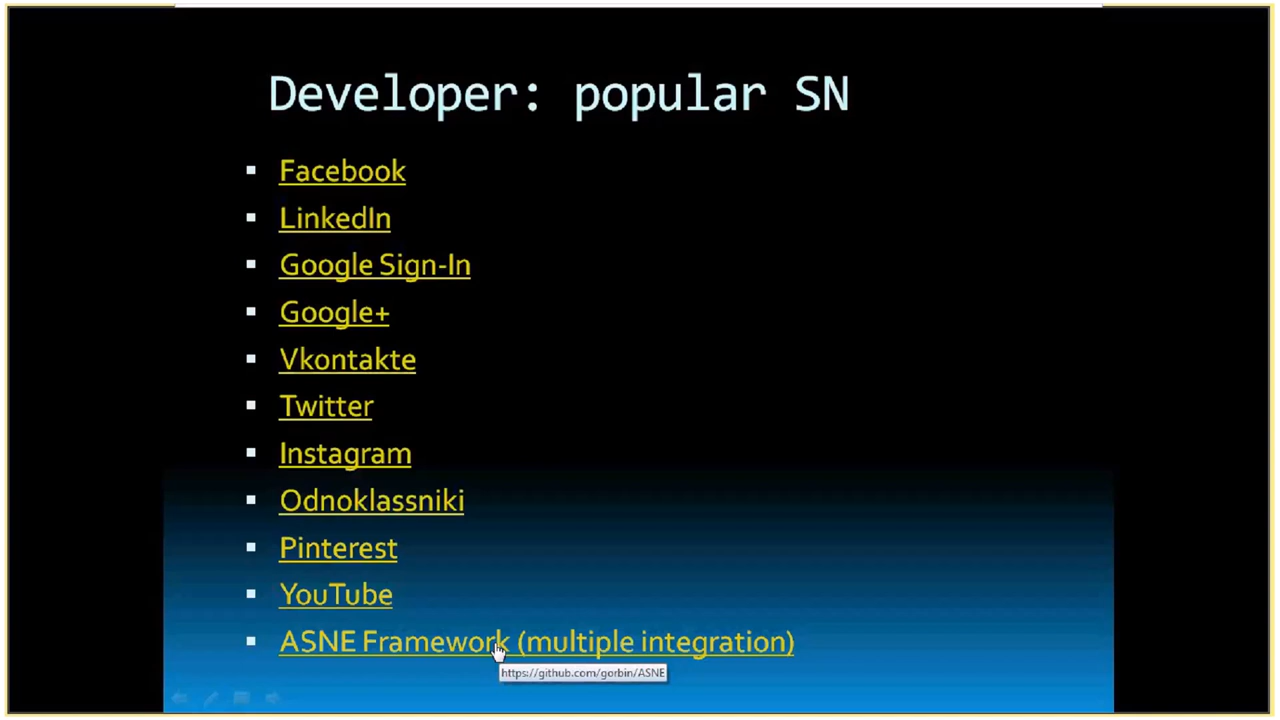 Developer: popular SN
Facebook
LinkedIn
Google Sign-In
Google+
Vkontakte
Twitter
Instagram
Odnoklassniki
Pinterest
YouTube
ASNE Framework (multiple integration)
https://github.com/gorbin/ASNE